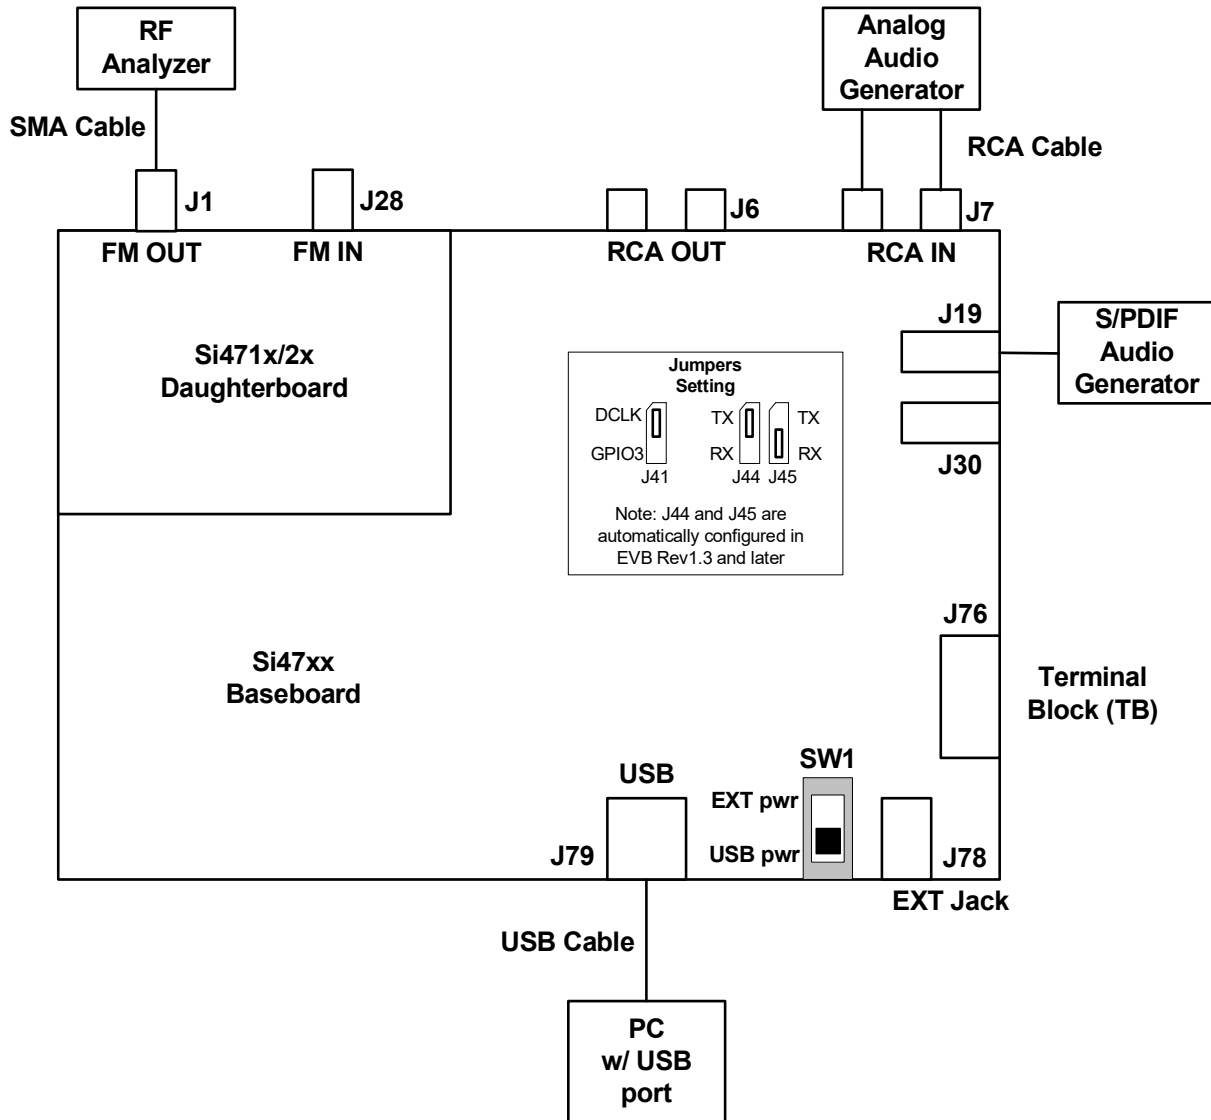 RF
Analyzer
Analog
Audio
Generator
SMA Cable
RCA Cable
J1
J28
J6
J7
FM OUT
FM IN
RCA OUT
RCA IN
J19
S/PDIF
Audio
Generator
Si471x/2x
Daughterboard
Jumpers
Setting
DCLK
TX
TX
GPIO3
RX
RX
J41
J44
J45
J30
Note: J44 and J45 are
automatically configured in
EVB Rev1.3 and later
J76
Si47xx
Baseboard
Terminal
Block (TB)
SW1
USB
EXT pwr
USB pwr
J79
J78
EXT Jack
USB Cable
PC
w/ USB
port